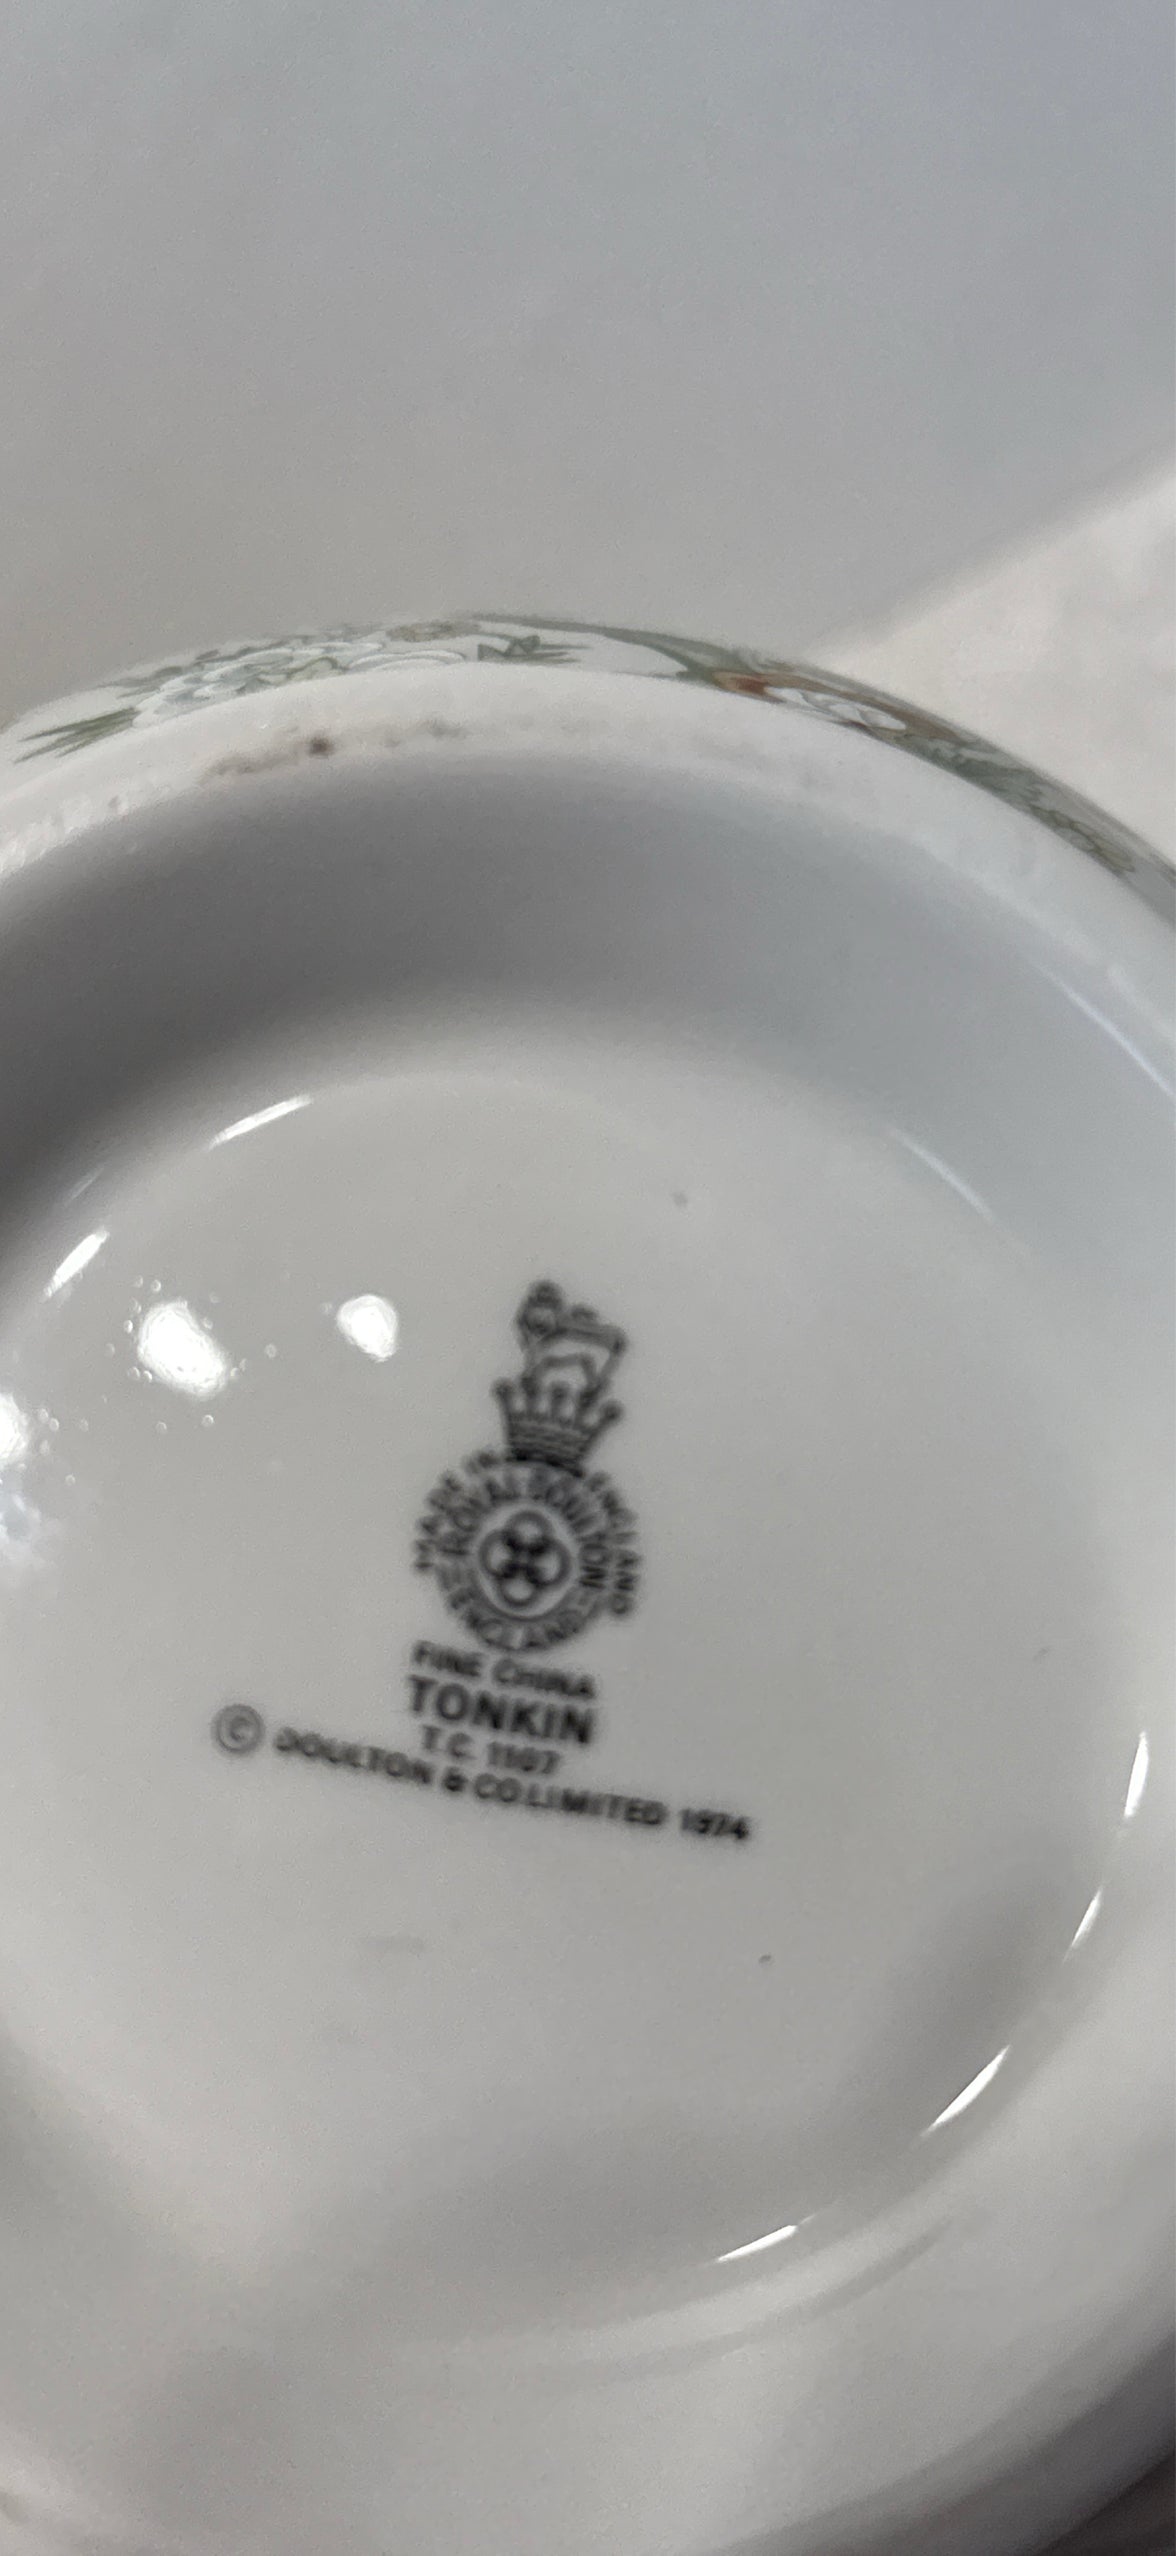 MADE IN ENGLAND
ROYAL DOULTON
ENGLAND
FINE CHINA
TONKIN
T.C. 1107
© DOULTON & CO.LIMITED 1974